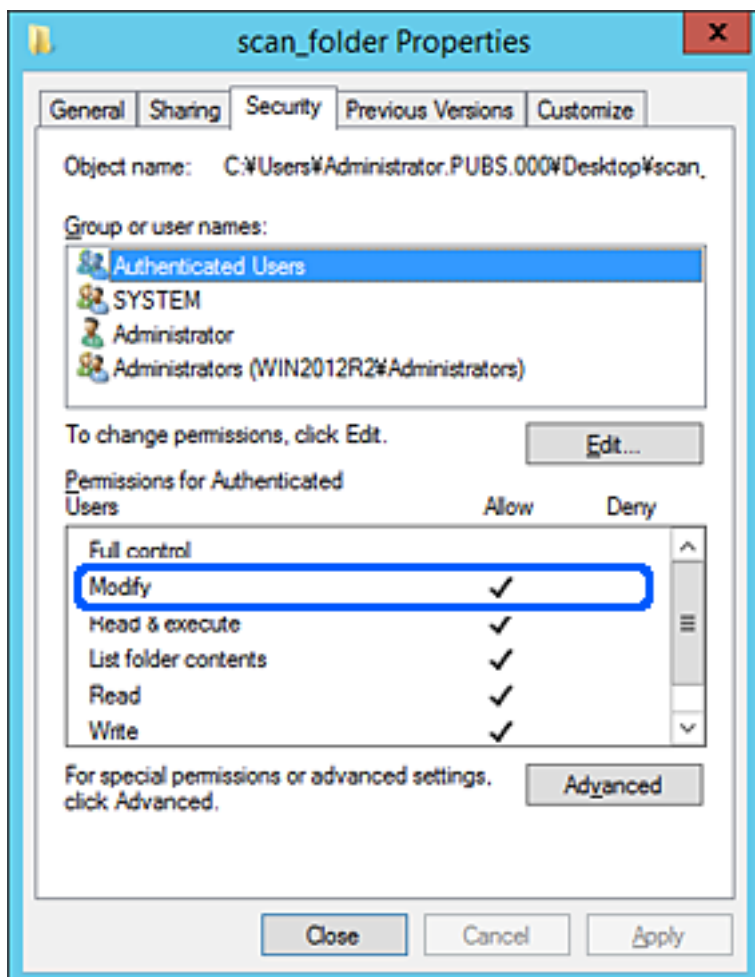 scan_folder Properties
x
General Sharing Security Previous Versions Customize
Object name: C:¥Users¥Administrator.PUBS.000¥Desktop¥scan_
Group or user names:
Authenticated Users
SYSTEM
Administrator
Administrators (WIN2012R2¥Administrators)
To change permissions, click Edit.
Edit...
Permissions for Authenticated
Users Allow Deny
Full control
Modify
Read & execute
List folder contents
Read
Write
For special permissions or advanced settings,
click Advanced.
Advanced
Close Cancel Apply